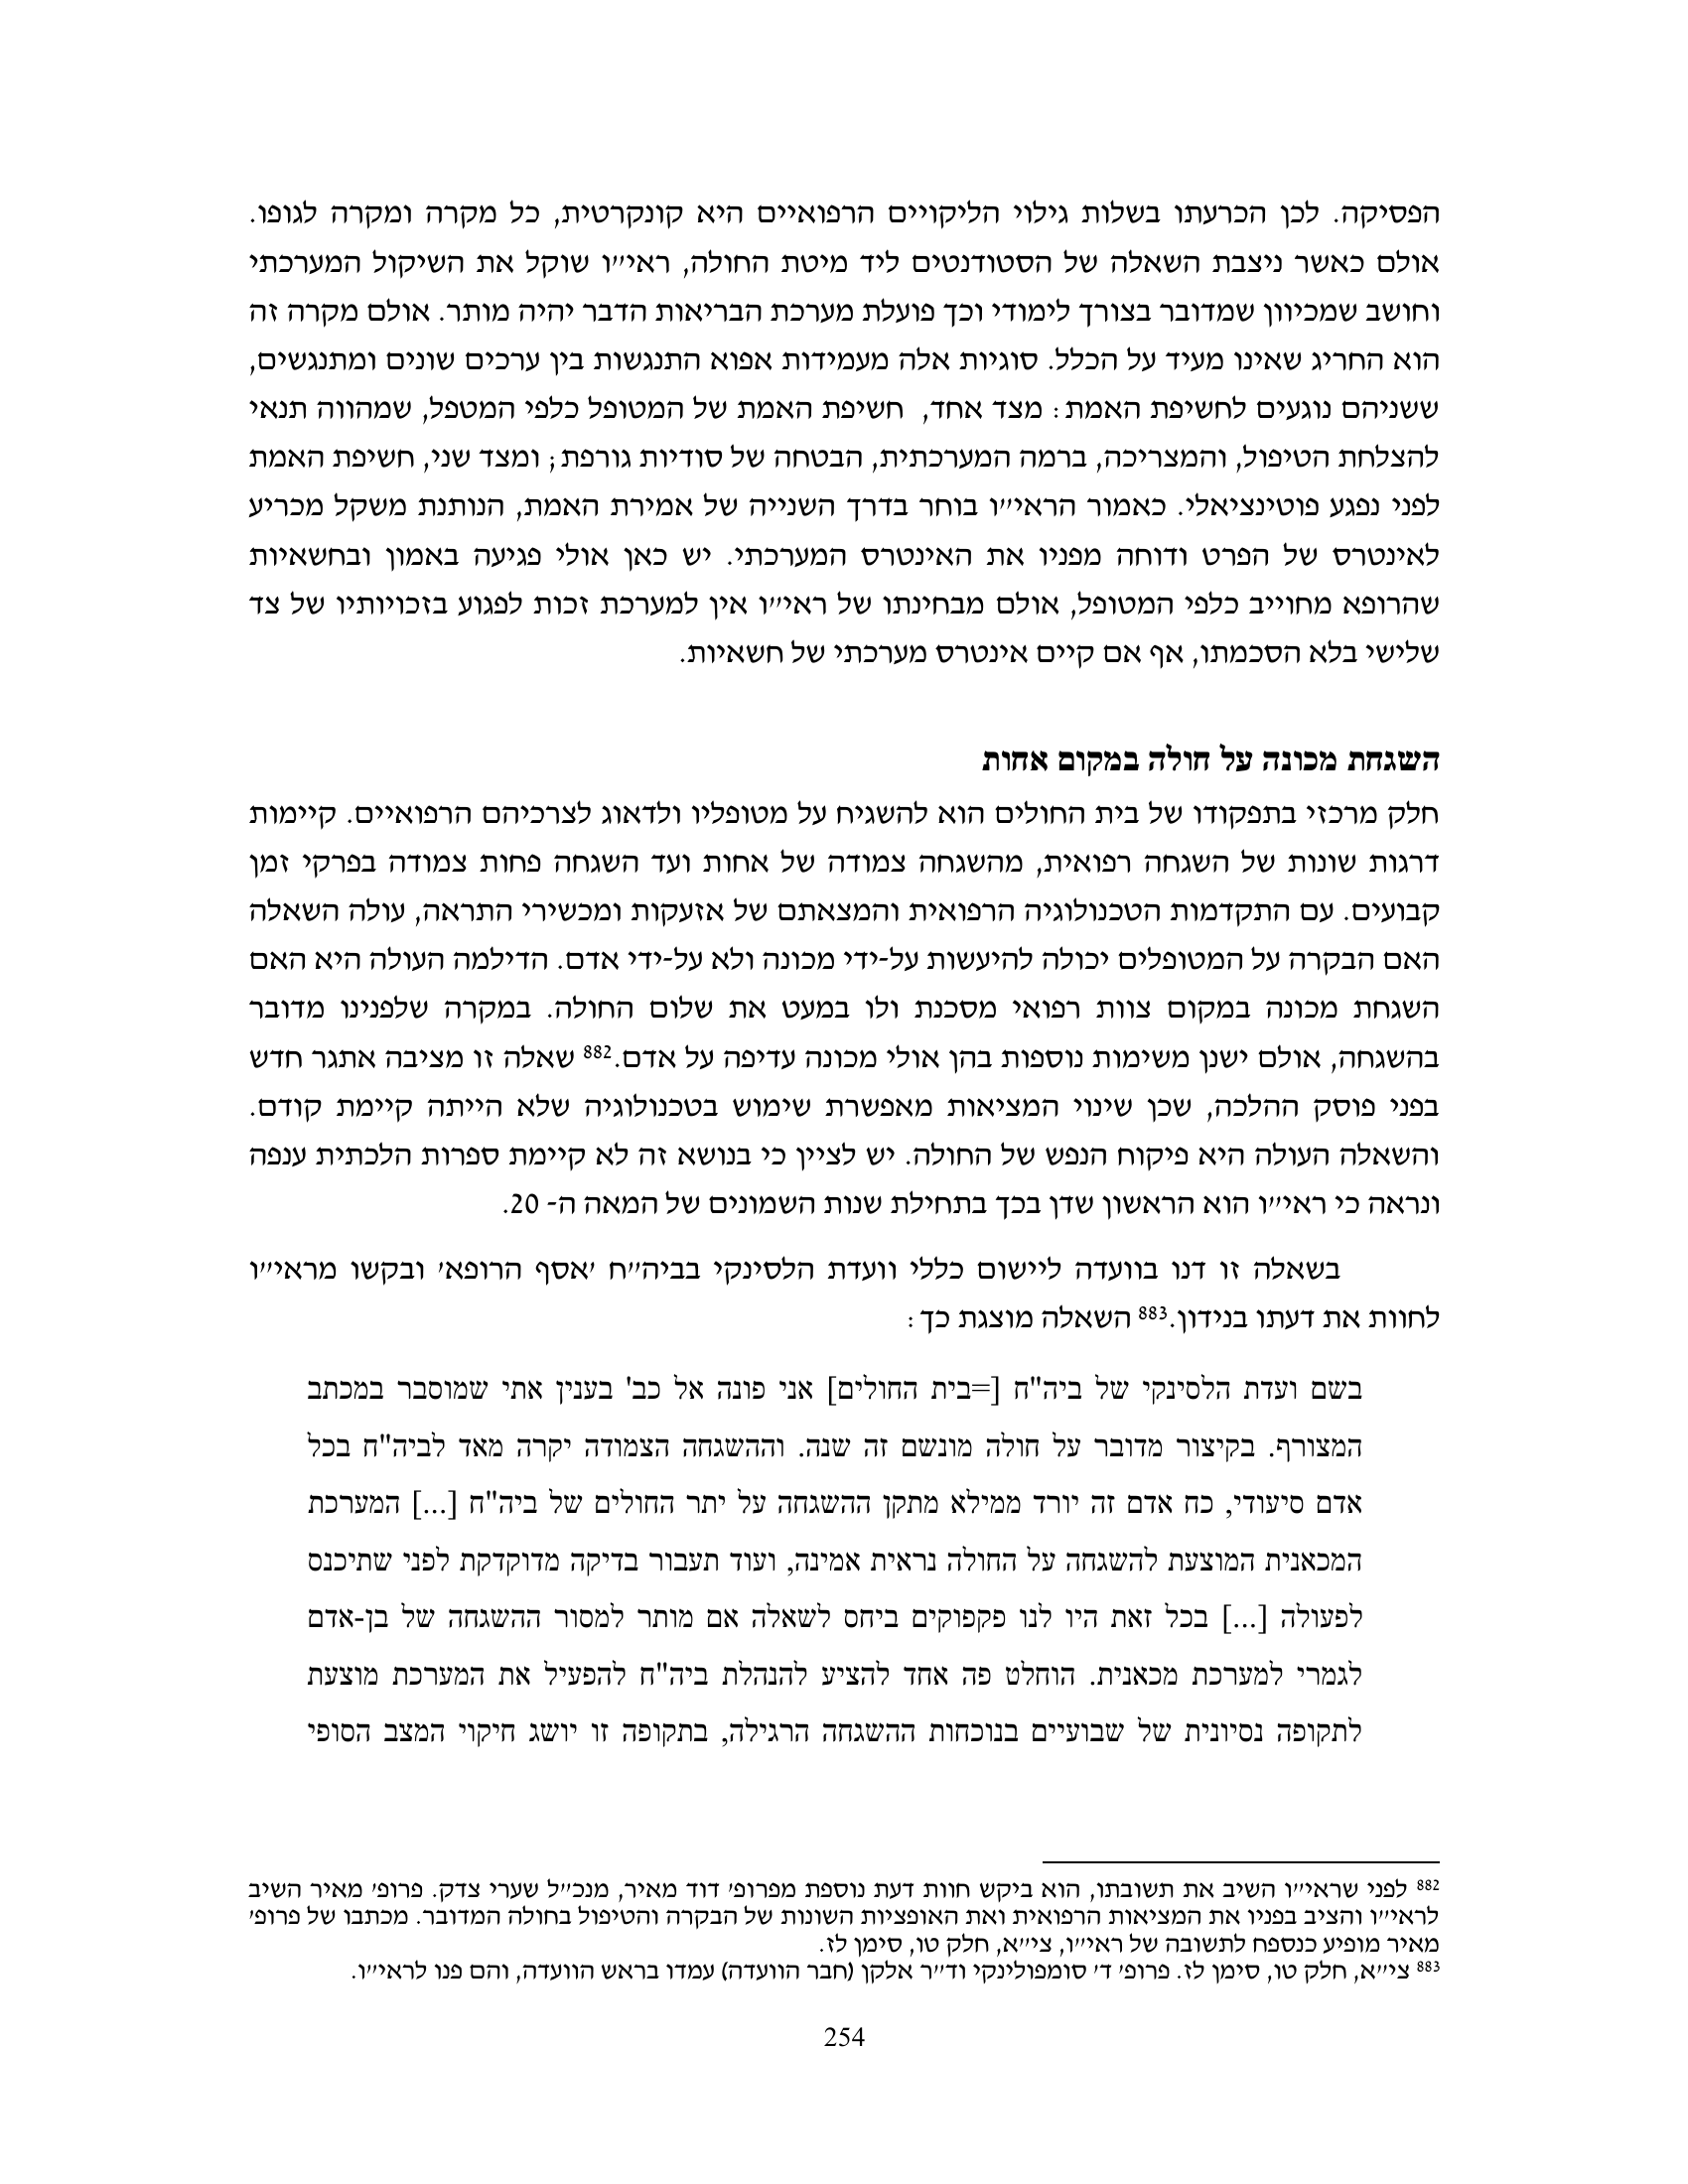 הפסיקה. לכן הכרעתו בשלות גילוי הליקויים הרפואיים היא קונקרטית, כל מקרה ומקרה לגופו.
אולם כאשר ניצבת השאלה של הסטודנטים ליד מיטת החולה, ראי״ו שוקל את השיקול המערכתי
וחושב שמכיוון שמדובר בצורך לימודי וכך פועלת מערכת הבריאות הדבר יהיה מותר. אולם מקרה זה
הוא החריג שאינו מעיד על הכלל. סוגיות אלה מעמידות אפוא התנגשות בין ערכים שונים ומתנגשים,
ששניהם נוגעים לחשיפת האמת: מצד אחד, חשיפת האמת של המטופל כלפי המטפל, שמהווה תנאי
להצלחת הטיפול, והמצריכה, ברמה המערכתית, הבטחה של סודיות גורפת; ומצד שני, חשיפת האמת
לפני נפגע פוטינציאלי. כאמור הראי״ו בוחר בדרך השנייה של אמירת האמת, הנותנת משקל מכריע
לאינטרס של הפרט ודוחה מפניו את האינטרס המערכתי. יש כאן אולי פגיעה באמון ובחשאיות
שהרופא מחוייב כלפי המטופל, אולם מבחינתו של ראי״ו אין למערכת זכות לפגוע בזכויותיו של צד
שלישי בלא הסכמתו, אף אם קיים אינטרס מערכתי של חשאיות.
השגחת מכונה על חולה במקום אחות
חלק מרכזי בתפקודו של בית החולים הוא להשגיח על מטופליו ולדאוג לצרכיהם הרפואיים. קיימות
דרגות שונות של השגחה רפואית, מהשגחה צמודה של אחות ועד השגחה פחות צמודה בפרקי זמן
קבועים. עם התקדמות הטכנולוגיה הרפואית והמצאתם של אזעקות ומכשירי התראה, עולה השאלה
האם הבקרה על המטופלים יכולה להיעשות על-ידי מכונה ולא על-ידי אדם. הדילמה העולה היא האם
השגחת מכונה במקום צוות רפואי מסכנת ולו במעט את שלום החולה. במקרה שלפנינו מדובר
בהשגחה, אולם ישנן משימות נוספות בהן אולי מכונה עדיפה על אדם.882 שאלה זו מציבה אתגר חדש
בפני פוסק ההלכה, שכן שינוי המציאות מאפשרת שימוש בטכנולוגיה שלא הייתה קיימת קודם.
והשאלה העולה היא פיקוח הנפש של החולה. יש לציין כי בנושא זה לא קיימת ספרות הלכתית ענפה
ונראה כי ראי״ו הוא הראשון שדן בכך בתחילת שנות השמונים של המאה ה- 20.
בשאלה זו דנו בוועדה ליישום כללי וועדת הלסינקי בביה״ח ׳אסף הרופא׳ ובקשו מראי״ו
לחוות את דעתו בנידון.883 השאלה מוצגת כך:
בשם ועדת הלסינקי של ביה"ח [=בית החולים] אני פונה אל כב' בענין אתי שמוסבר במכתב
המצורף. בקיצור מדובר על חולה מונשם זה שנה. וההשגחה הצמודה יקרה מאד לביה"ח בכל
אדם סיעודי, כח אדם זה יורד ממילא מתקן ההשגחה על יתר החולים של ביה"ח [...] המערכת
המכאנית המוצעת להשגחה על החולה נראית אמינה, ועוד תעבור בדיקה מדוקדקת לפני שתיכנס
לפעולה [...] בכל זאת היו לנו פקפוקים ביחס לשאלה אם מותר למסור ההשגחה של בן-אדם
לגמרי למערכת מכאנית. הוחלט פה אחד להציע להנהלת ביה"ח להפעיל את המערכת מוצעת
לתקופה נסיונית של שבועיים בנוכחות ההשגחה הרגילה, בתקופה זו יושג חיקוי המצב הסופי
882 לפני שראי״ו השיב את תשובתו, הוא ביקש חוות דעת נוספת מפרופ׳ דוד מאיר, מנכ״ל שערי צדק. פרופ׳ מאיר השיב
לראי״ו והציב בפניו את המציאות הרפואית ואת האופציות השונות של הבקרה והטיפול בחולה המדובר. מכתבו של פרופ׳
מאיר מופיע כנספח לתשובה של ראי״ו, צי״א, חלק טו, סימן לז.
883 צי״א, חלק טו, סימן לז. פרופ׳ ד׳ סומפולינקי וד״ר אלקן (חבר הוועדה) עמדו בראש הוועדה, והם פנו לראי״ו.
254